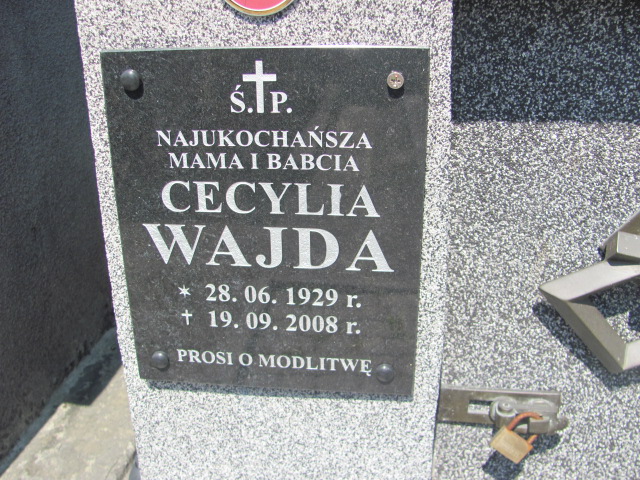 Ś. P.
NAJUKOCHAŃSZA
MAMA I BABCIA
CECYLIA
WAJDA
✶ 28. 06. 1929 r.
✝ 19. 09. 2008 r.
PROSI O MODLITWĘ